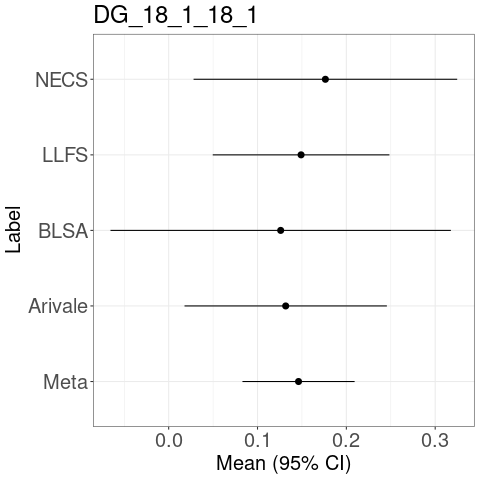 DG_18_1_18_1
NECS
LLFS
BLSA
Arivale
Meta
Label
0.0 0.1 0.2 0.3
Mean (95% CI)